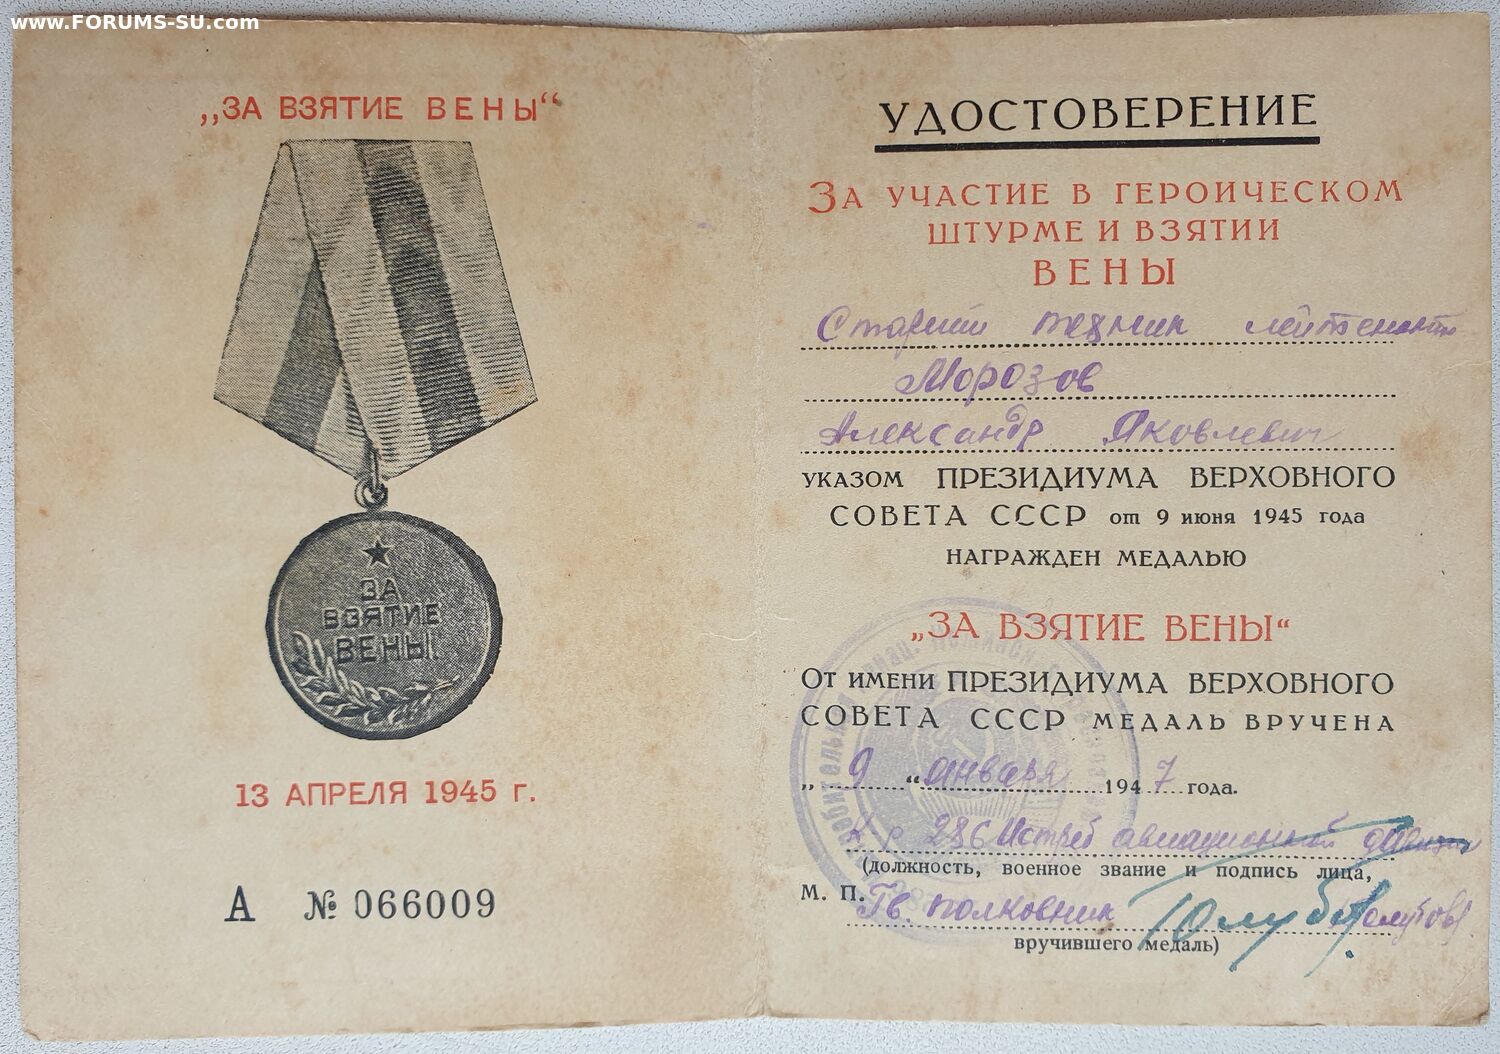 www.FORUMS-SU.com
„ЗА ВЗЯТИЕ ВЕНЫ“
ЗА
ВЗЯТИЕ
ВЕНЫ
13 АПРЕЛЯ 1945 г.
А № 066009
УДОСТОВЕРЕНИЕ
ЗА УЧАСТИЕ В ГЕРОИЧЕСКОМ
ШТУРМЕ И ВЗЯТИИ
ВЕНЫ
Старший техник лейтенант
Морозов
Александр Яковлевич
УКАЗОМ ПРЕЗИДИУМА ВЕРХОВНОГО
СОВЕТА СССР от 9 июня 1945 года
НАГРАЖДЕН МЕДАЛЬЮ
„ЗА ВЗЯТИЕ ВЕНЫ“
ОТ ИМЕНИ ПРЕЗИДИУМА ВЕРХОВНОГО
СОВЕТА СССР МЕДАЛЬ ВРУЧЕНА
„ 9 “ января 1947 года.
К-р 286 Истреб авиационной дивизии
(должность, военное звание и подпись лица,
М. П. Гв. полковник
вручившего медаль)